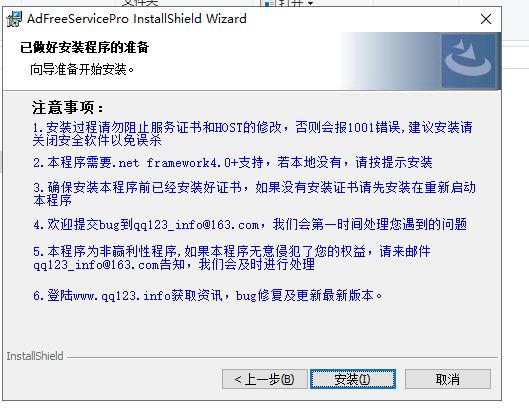 文件夹
打开
AdFreeServicePro InstallShield Wizard
已做好安装程序的准备
向导准备开始安装。
注意事项：
1.安装过程请勿阻止服务证书和HOST的修改，否则会报1001错误,建议安装请
关闭安全软件以免误杀
2.本程序需要.net framework4.0+支持，若本地没有，请按提示安装
3.确保安装本程序前已经安装好证书，如果没有安装证书请先安装在重新启动
本程序
4.欢迎提交bug到qq123_info@163.com，我们会第一时间处理您遇到的问题
5.本程序为非赢利性程序,如果本程序无意侵犯了您的权益，请来邮件
qq123_info@163.com告知，我们会及时进行处理
6.登陆www.qq123.info获取资讯，bug修复及更新最新版本。
InstallShield
< 上一步(B)
安装(I)
取消